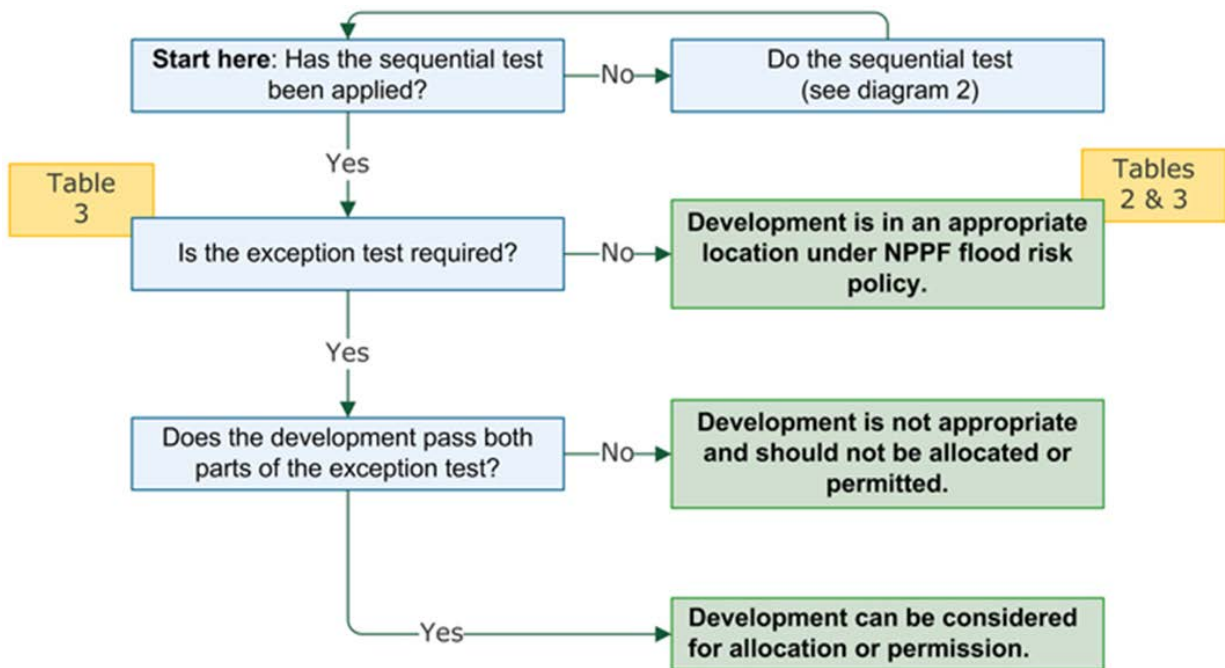 Start here: Has the sequential test
been applied?
No
Do the sequential test
(see diagram 2)
Yes
Table
3
Tables
2 & 3
Is the exception test required?
No
Development is in an appropriate
location under NPPF flood risk
policy.
Yes
Does the development pass both
parts of the exception test?
No
Development is not appropriate
and should not be allocated or
permitted.
Yes
Development can be considered
for allocation or permission.